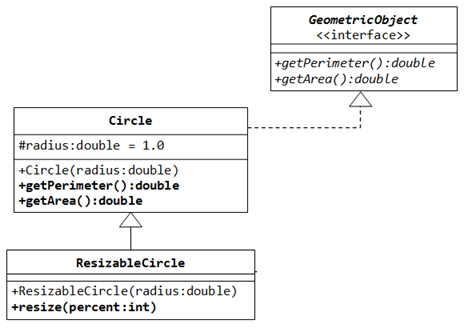 GeometricObject
<<interface>>
+getPerimeter():double
+getArea():double
Circle
#radius:double = 1.0
+Circle(radius:double)
+getPerimeter():double
+getArea():double
ResizableCircle
+ResizableCircle(radius:double)
+resize(percent:int)